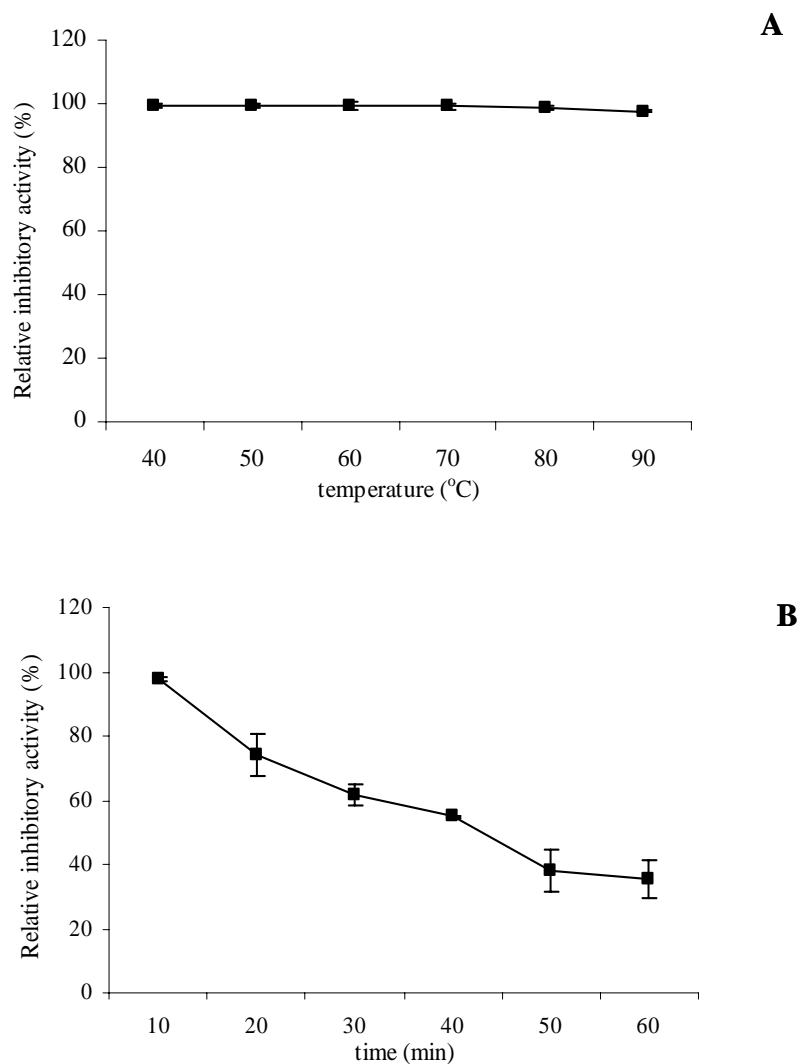 A
Relative inhibitory activity (%)
120
100
80
60
40
20
0
40 50 60 70 80 90
temperature (°C)
B
Relative inhibitory activity (%)
120
100
80
60
40
20
0
10 20 30 40 50 60
time (min)